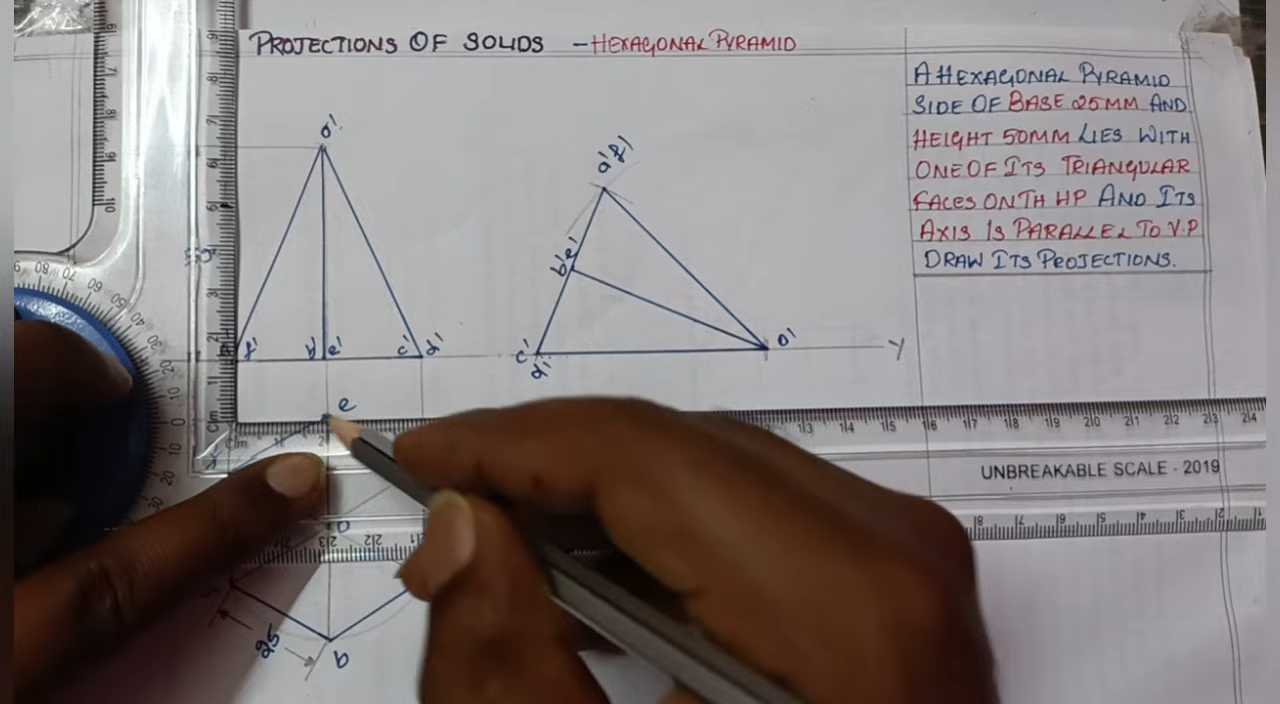 PROJECTIONS OF SOLIDS - HEXAGONAL PYRAMID
A HEXAGONAL PYRAMID
SIDE OF BASE 25MM AND
HEIGHT 50MM LIES WITH
ONE OF ITS TRIANGULAR
FACES ON TH HP AND ITS
AXIS IS PARALLEL TO V.P
DRAW ITS PROJECTIONS.
o'
a' f'
b' e'
f' b' e' c' d'
c' d'
o'
Y
e
o
25
b
UNBREAKABLE SCALE - 2019